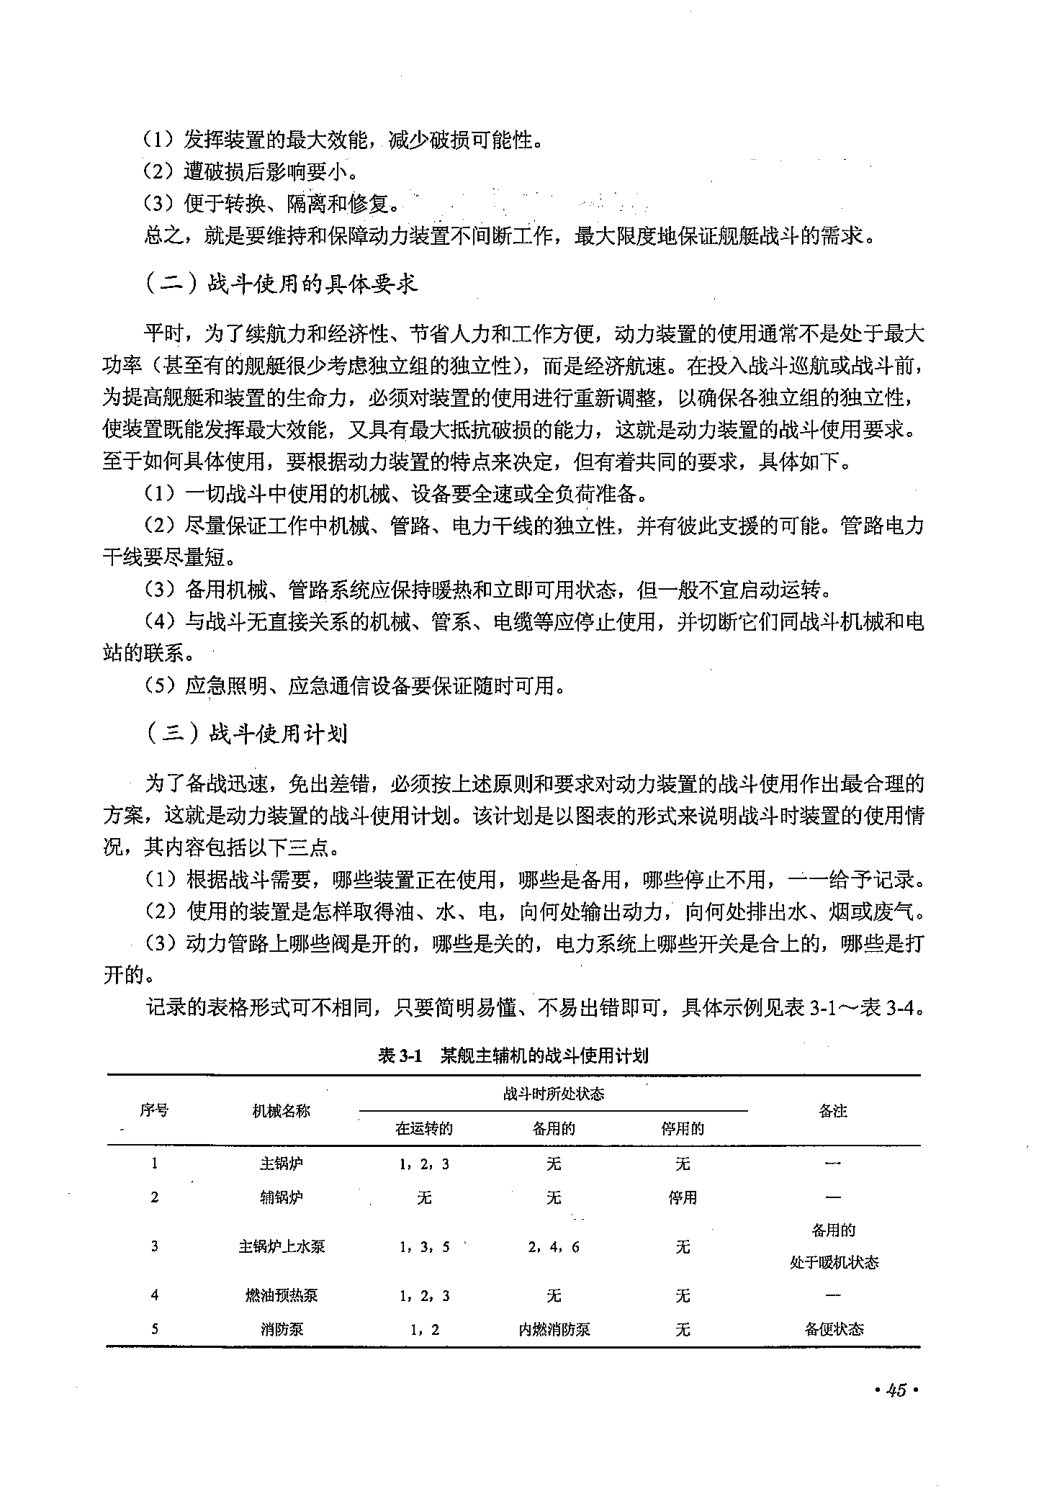 （1）发挥装置的最大效能，减少破损可能性。
（2）遭破损后影响要小。
（3）便于转换、隔离和修复。
总之，就是要维持和保障动力装置不间断工作，最大限度地保证舰艇战斗的需求。
（二）战斗使用的具体要求
平时，为了续航力和经济性、节省人力和工作方便，动力装置的使用通常不是处于最大
功率（甚至有的舰艇很少考虑独立组的独立性），而是经济航速。在投入战斗巡航或战斗前，
为提高舰艇和装置的生命力，必须对装置的使用进行重新调整，以确保各独立组的独立性，
使装置既能发挥最大效能，又具有最大抵抗破损的能力，这就是动力装置的战斗使用要求。
至于如何具体使用，要根据动力装置的特点来决定，但有着共同的要求，具体如下。
（1）一切战斗中使用的机械、设备要全速或全负荷准备。
（2）尽量保证工作中机械、管路、电力干线的独立性，并有彼此支援的可能。管路电力
干线要尽量短。
（3）备用机械、管路系统应保持暖热和立即可用状态，但一般不宜启动运转。
（4）与战斗无直接关系的机械、管系、电缆等应停止使用，并切断它们同战斗机械和电
站的联系。
（5）应急照明、应急通信设备要保证随时可用。
（三）战斗使用计划
为了备战迅速，免出差错，必须按上述原则和要求对动力装置的战斗使用作出最合理的
方案，这就是动力装置的战斗使用计划。该计划是以图表的形式来说明战斗时装置的使用情
况，其内容包括以下三点。
（1）根据战斗需要，哪些装置正在使用，哪些是备用，哪些停止不用，一一给予记录。
（2）使用的装置是怎样取得油、水、电，向何处输出动力，向何处排出水、烟或废气。
（3）动力管路上哪些阀是开的，哪些是关的，电力系统上哪些开关是合上的，哪些是打
开的。
记录的表格形式可不相同，只要简明易懂、不易出错即可，具体示例见表 3-1～表 3-4。
表 3-1 某舰主辅机的战斗使用计划
序号 机械名称 战斗时所处状态 备注
在运转的 备用的 停用的
1 主锅炉 1，2，3 无 无 —
2 辅锅炉 无 无 停用 —
3 主锅炉上水泵 1，3，5 2，4，6 无 备用的
处于暖机状态
4 燃油预热泵 1，2，3 无 无 —
5 消防泵 1，2 内燃消防泵 无 备便状态
·45·